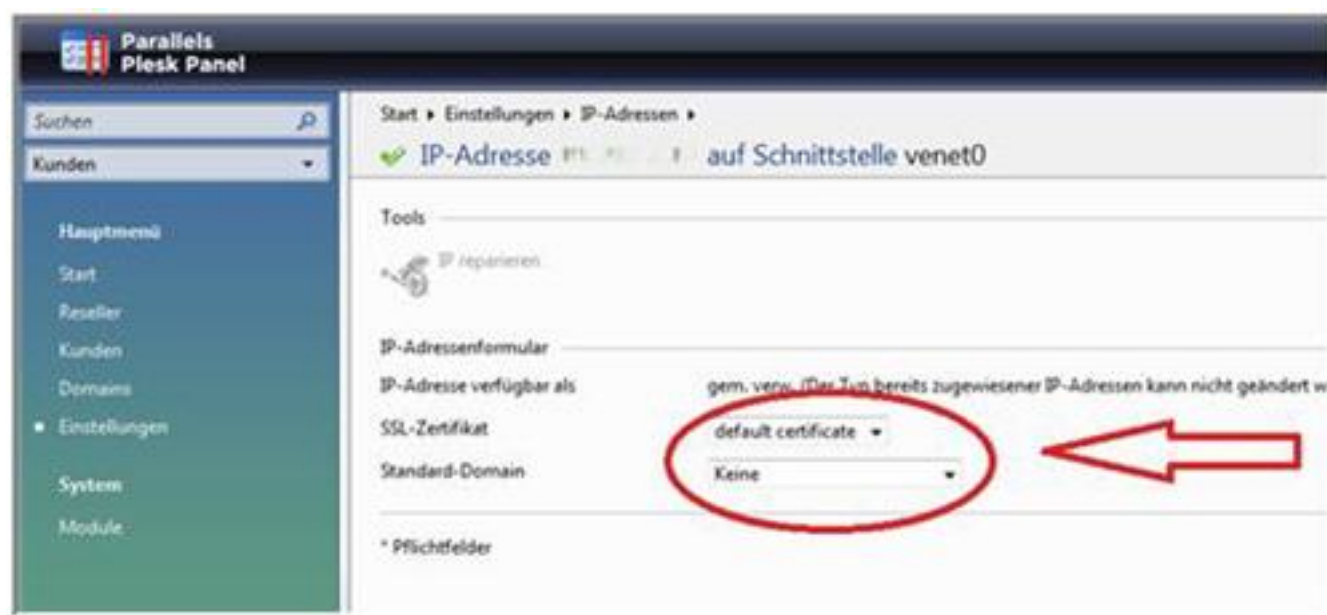 Parallels
Plesk Panel
Suchen
Kunden
Hauptmenü
Start
Reseller
Kunden
Domains
Einstellungen
System
Module
Start ▸ Einstellungen ▸ IP-Adressen ▸
IP-Adresse auf Schnittstelle venet0
Tools
IP reparieren
IP-Adressenformular
IP-Adresse verfügbar als gem. verw. (Der Typ bereits zugewiesener IP-Adressen kann nicht geändert w
SSL-Zertifikat default certificate
Standard-Domain Keine
* Pflichtfelder